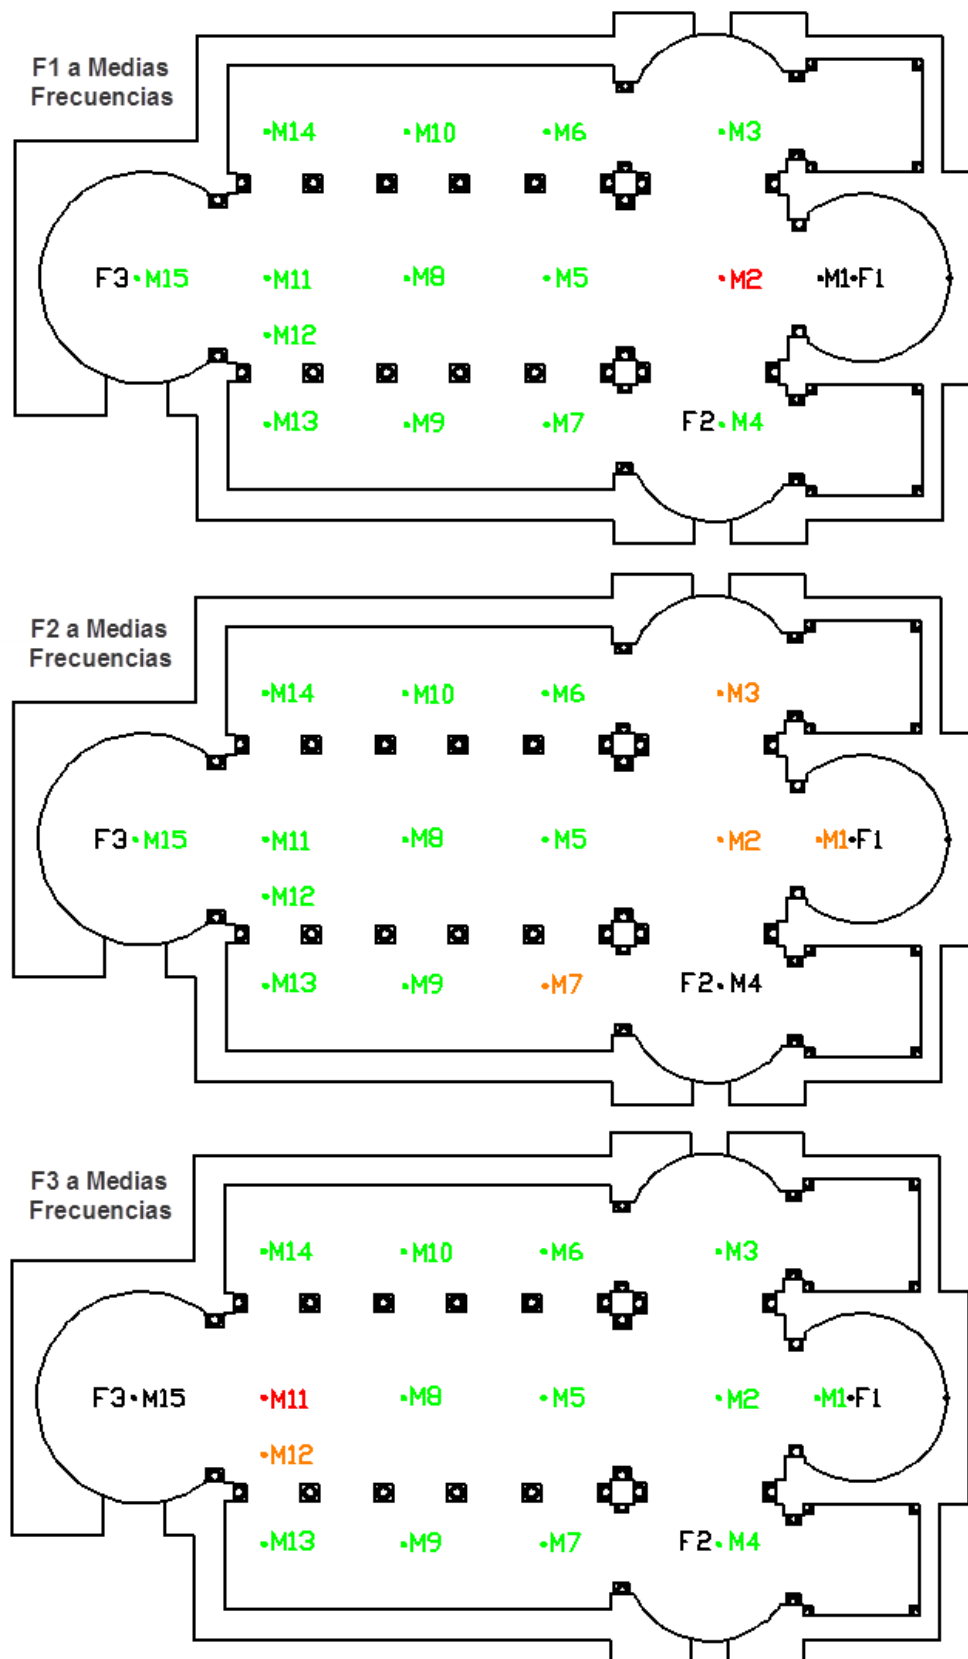 F1 a Medias
Frecuencias
M14 M10 M6 M3
F3 M15 M11 M8 M5 M2 M1 F1
M12
M13 M9 M7 F2 M4
F2 a Medias
Frecuencias
M14 M10 M6 M3
F3 M15 M11 M8 M5 M2 M1 F1
M12
M13 M9 M7 F2 M4
F3 a Medias
Frecuencias
M14 M10 M6 M3
F3 M15 M11 M8 M5 M2 M1 F1
M12
M13 M9 M7 F2 M4